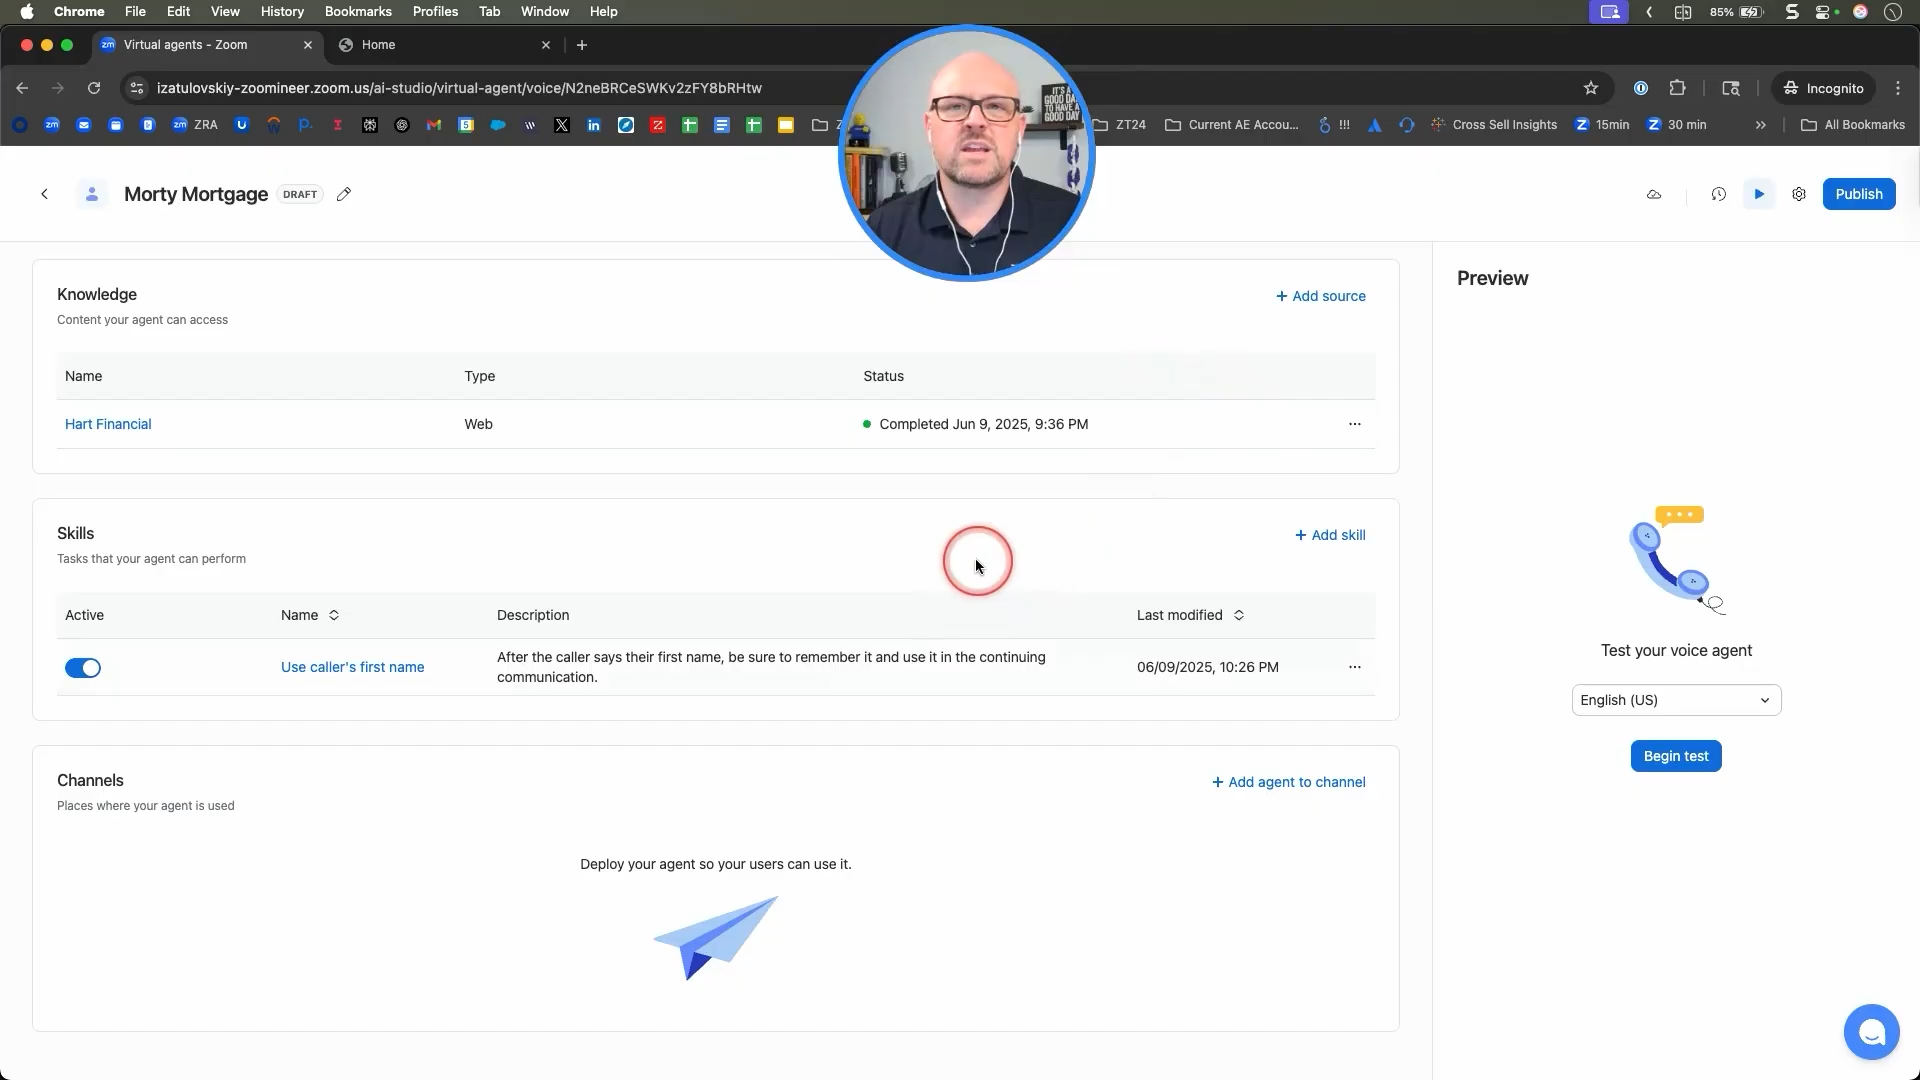 Chrome File Edit View History Bookmarks Profiles Tab Window Help 85%
Virtual agents - Zoom Home
izatulovskiy-zoomineer.zoom.us/ai-studio/virtual-agent/voice/N2neBRCeSWKv2zFY8bRHtw Incognito
ZRA ZT24 Current AE Accou... !!! Cross Sell Insights 15min 30 min » All Bookmarks
IT'S A
GOOD DAY
TO HAVE A
GOOD DAY
Morty Mortgage DRAFT Publish
Knowledge
+ Add source
Content your agent can access
Name Type Status
Hart Financial Web Completed Jun 9, 2025, 9:36 PM ...
Skills
+ Add skill
Tasks that your agent can perform
Active Name Description Last modified
Use caller's first name
After the caller says their first name, be sure to remember it and use it in the continuing
communication.
06/09/2025, 10:26 PM ...
Channels
+ Add agent to channel
Places where your agent is used
Deploy your agent so your users can use it.
Preview
Test your voice agent
English (US)
Begin test